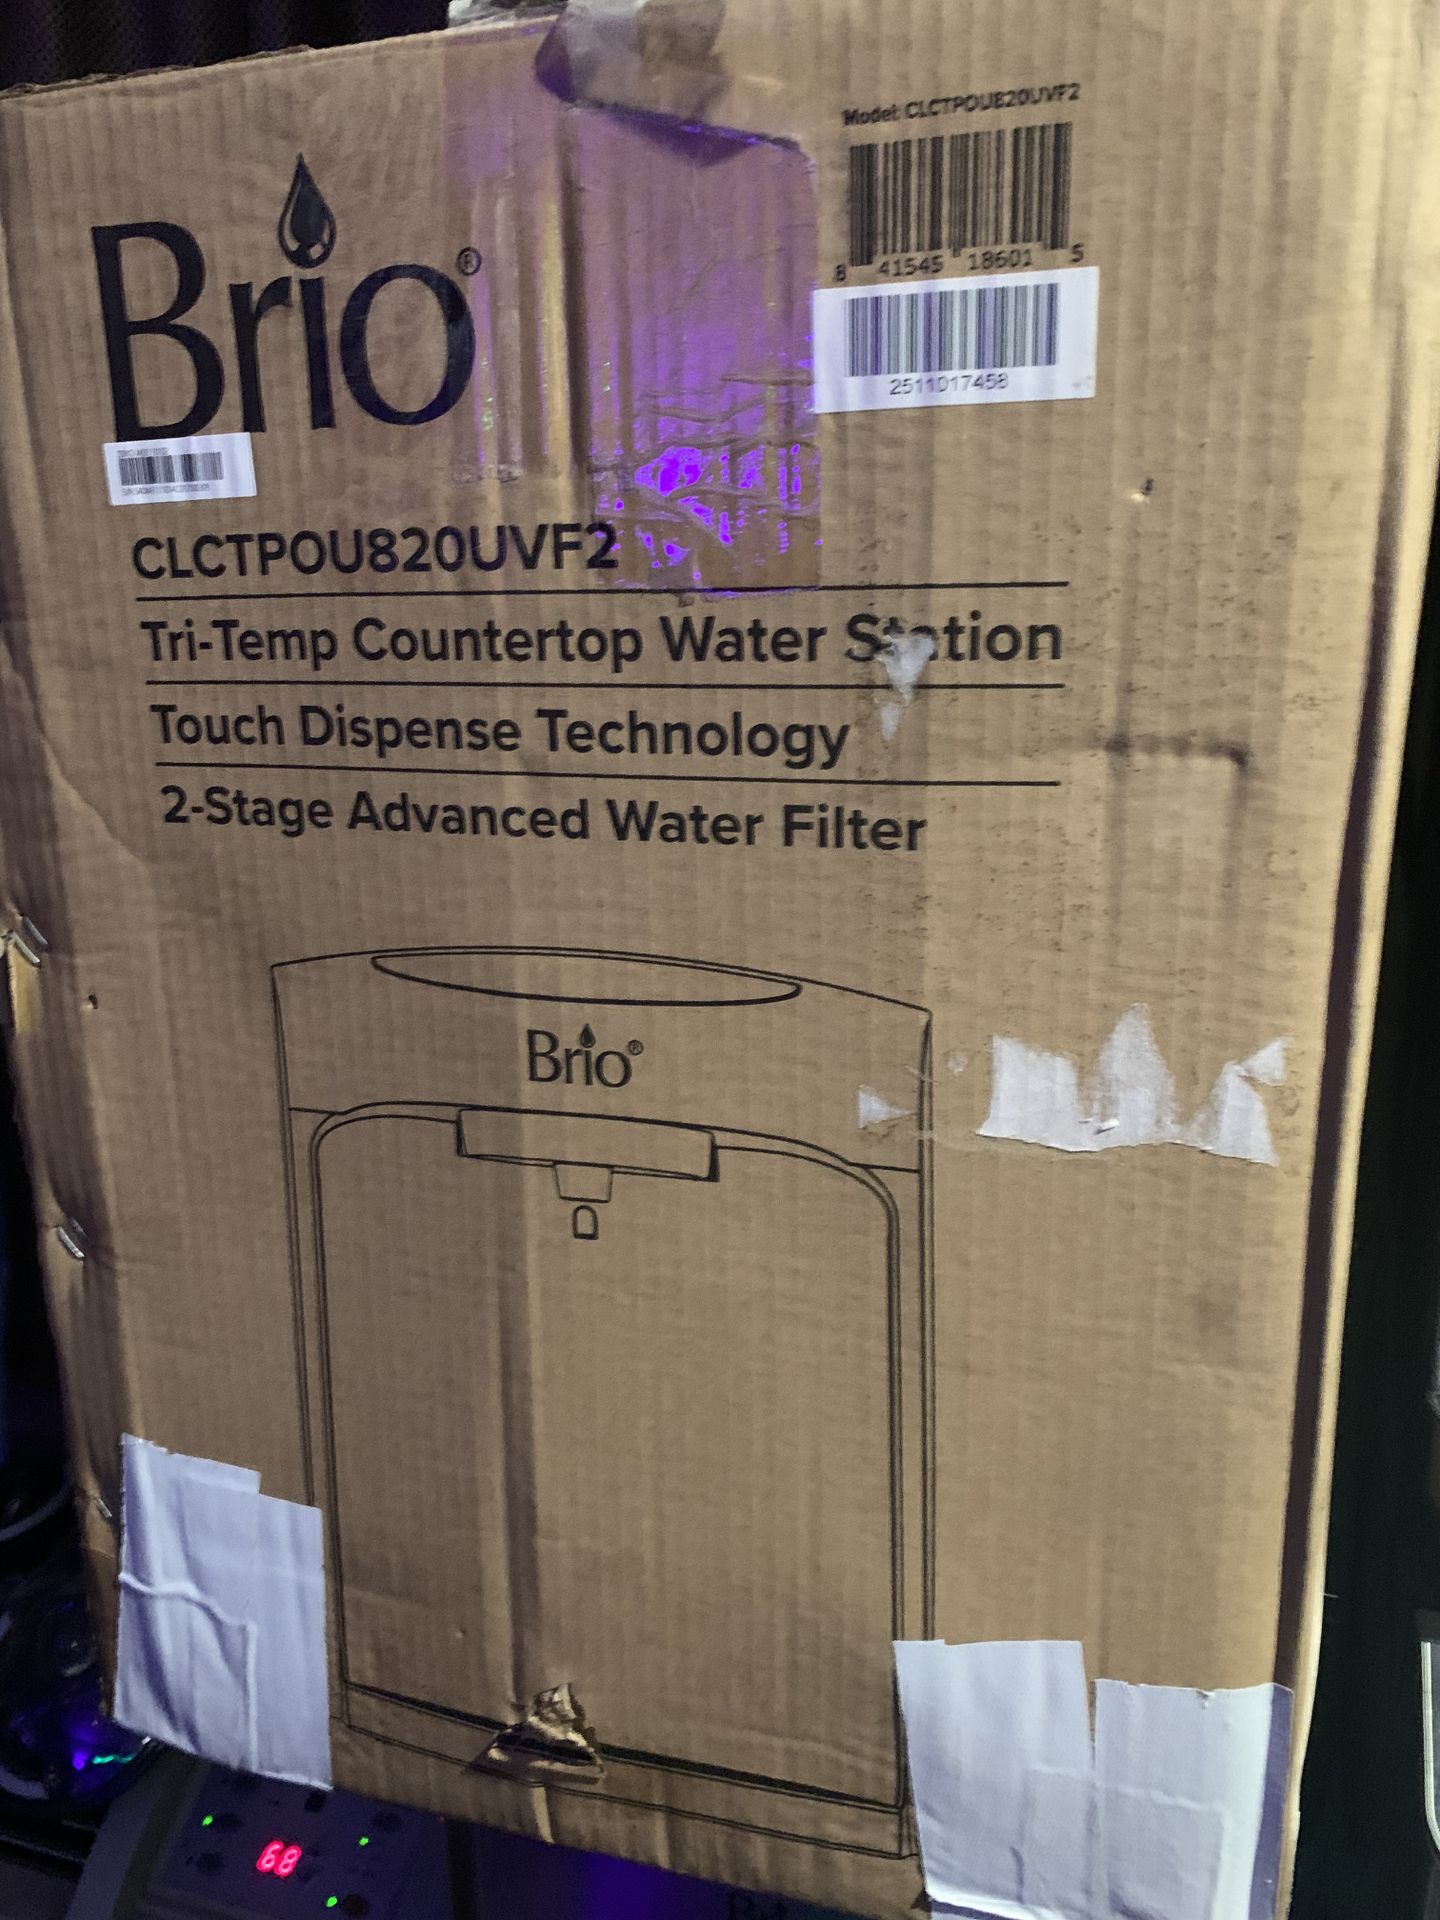 Model: CLCTPOU820UVF2
8 41545 18601 5
2511017458
Brio®
CLCTPOU820UVF2
Tri-Temp Countertop Water Station
Touch Dispense Technology
2-Stage Advanced Water Filter
Brio®
68